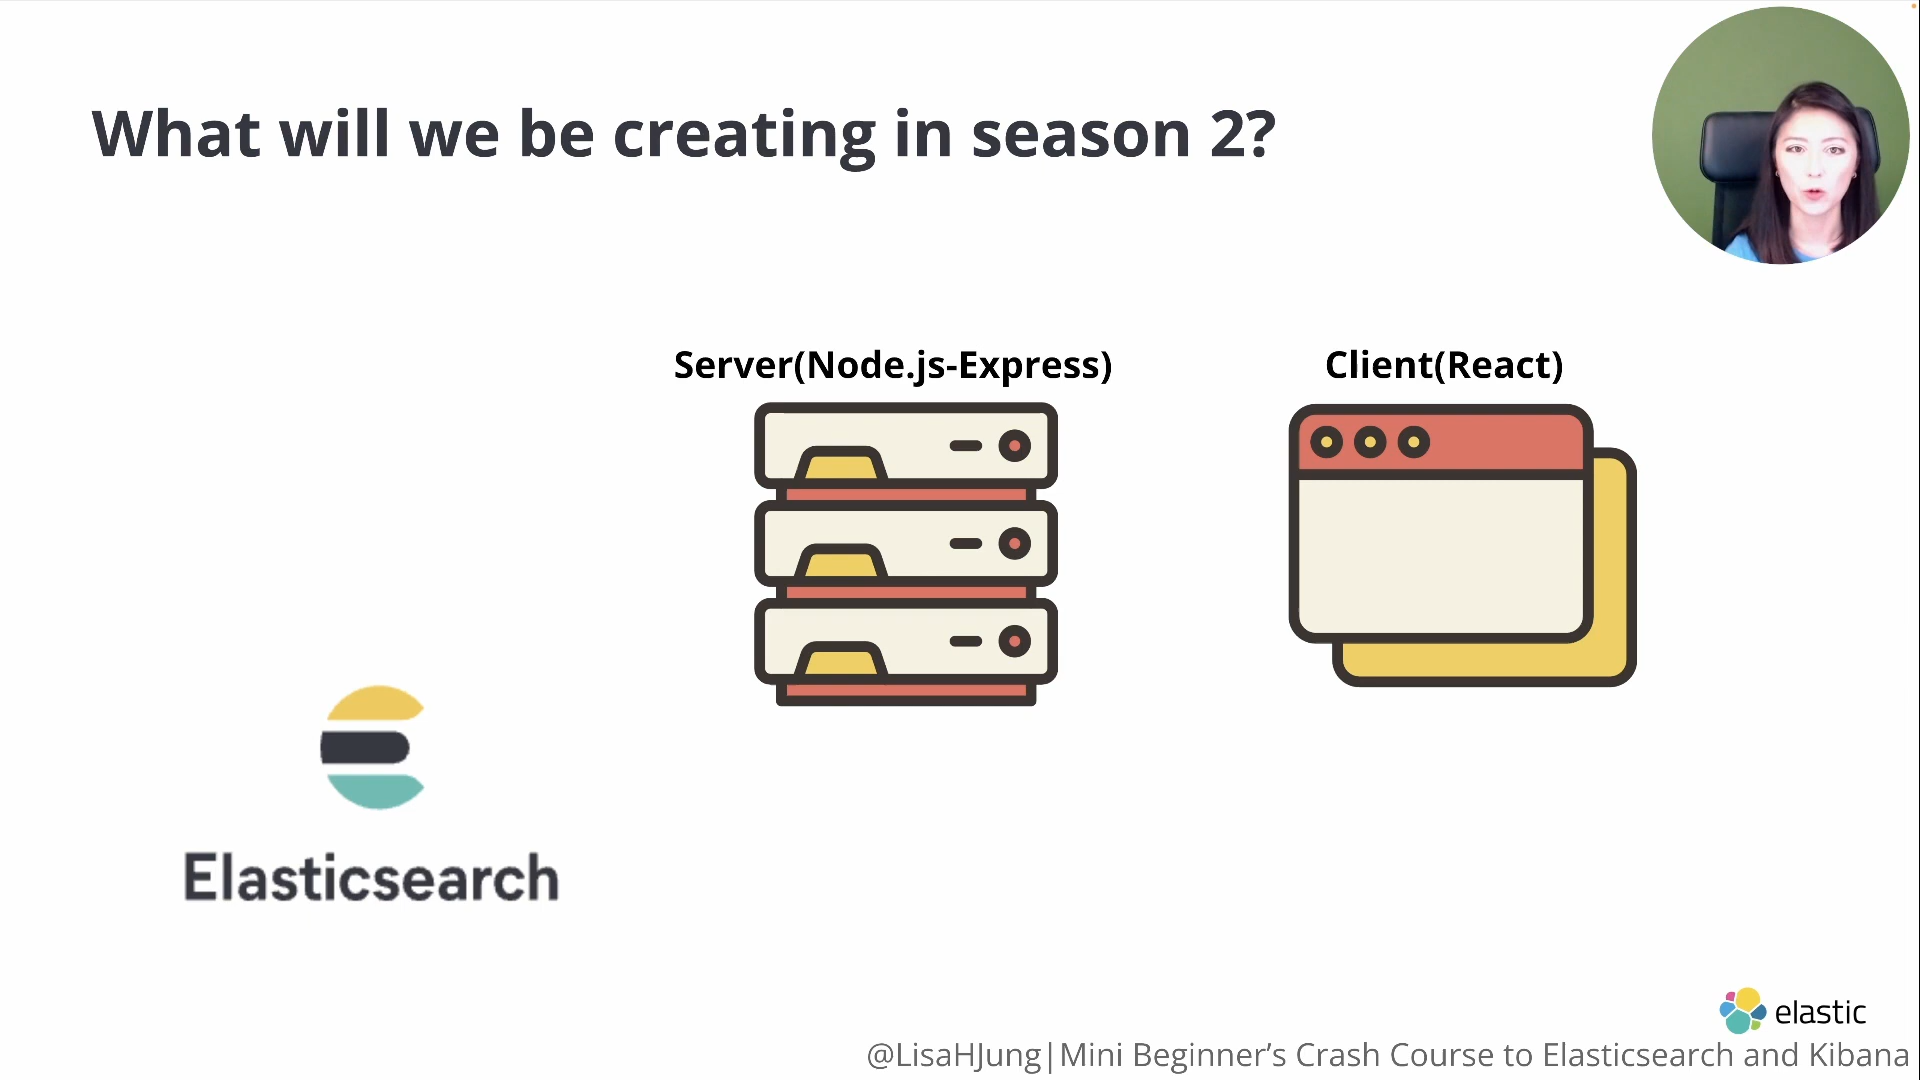 What will we be creating in season 2?
Server(Node.js-Express)
Client(React)
Elasticsearch
elastic
@LisaHJung|Mini Beginner’s Crash Course to Elasticsearch and Kibana